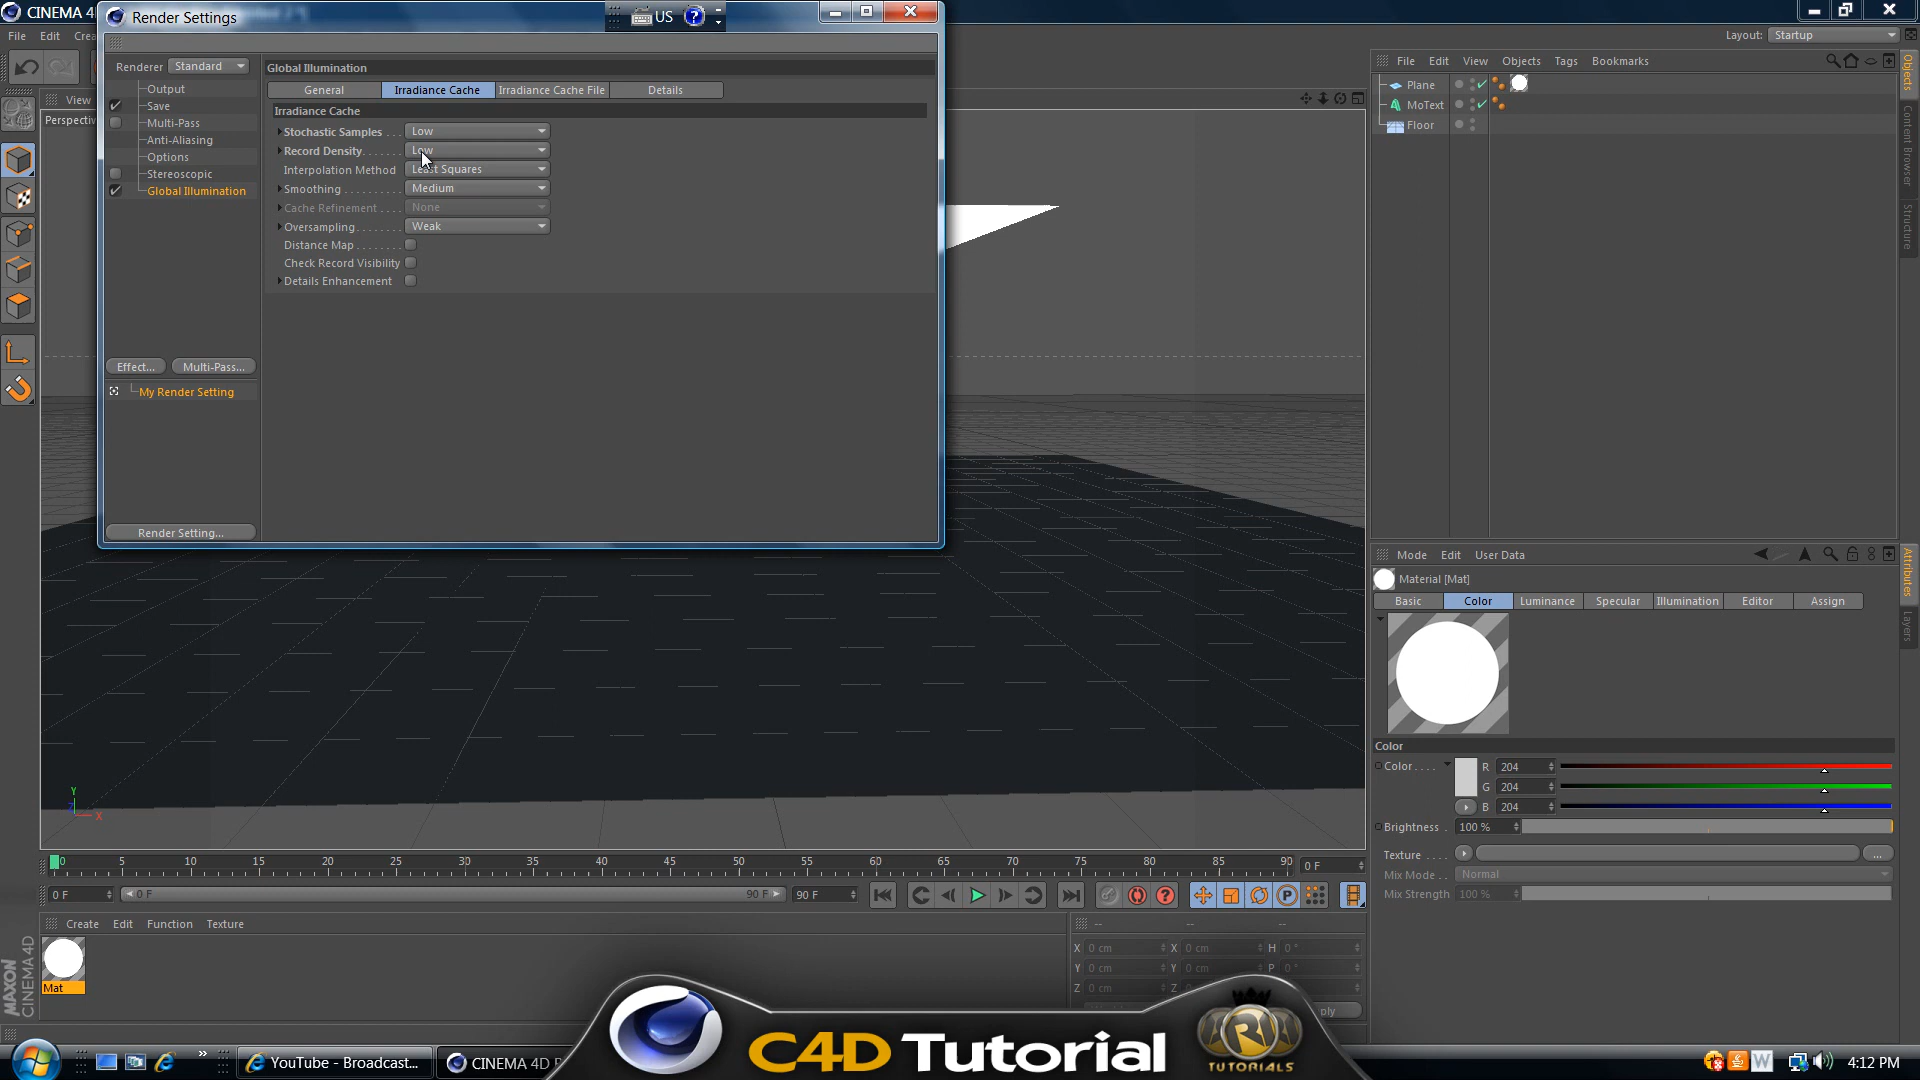 CINEMA 4
Render Settings
US
Layout: Startup
File Edit Crea
Renderer Standard
Output
Save
Multi-Pass
Anti-Aliasing
Options
Stereoscopic
Global Illumination
Effect... Multi-Pass...
My Render Setting
Render Setting...
Global Illumination
General Irradiance Cache Irradiance Cache File Details
Irradiance Cache
Stochastic Samples . . . Low
Record Density . . . . . . . Low
Interpolation Method Least Squares
Smoothing . . . . . . . . . . Medium
Cache Refinement . . . . None
Oversampling . . . . . . . . Weak
Distance Map . . . . . . . .
Check Record Visibility
Details Enhancement
View
Perspectiv
File Edit View Objects Tags Bookmarks
Plane
MoText
Floor
Objects
Content Browser
Structure
Mode Edit User Data
Material [Mat]
Basic Color Luminance Specular Illumination Editor Assign
Attributes
Layers
Color
Color . . . . R 204
G 204
B 204
Brightness . 100 %
Texture . . . . ...
Mix Mode . . Normal
Mix Strength 100 %
Y
Z
X
0 5 10 15 20 25 30 35 40 45 50 55 60 65 70 75 80 85 90 0 F
0 F 0 F 90 F 90 F
Create Edit Function Texture
Mat
MAXON
CINEMA 4D
-- -- --
X 0 cm X 0 cm H 0 °
Y 0 cm Y 0 cm P 0 °
Z 0 cm Z
ply
C4D Tutorial
R
TUTORIALS
YouTube - Broadcast...
CINEMA 4D
W
4:12 PM